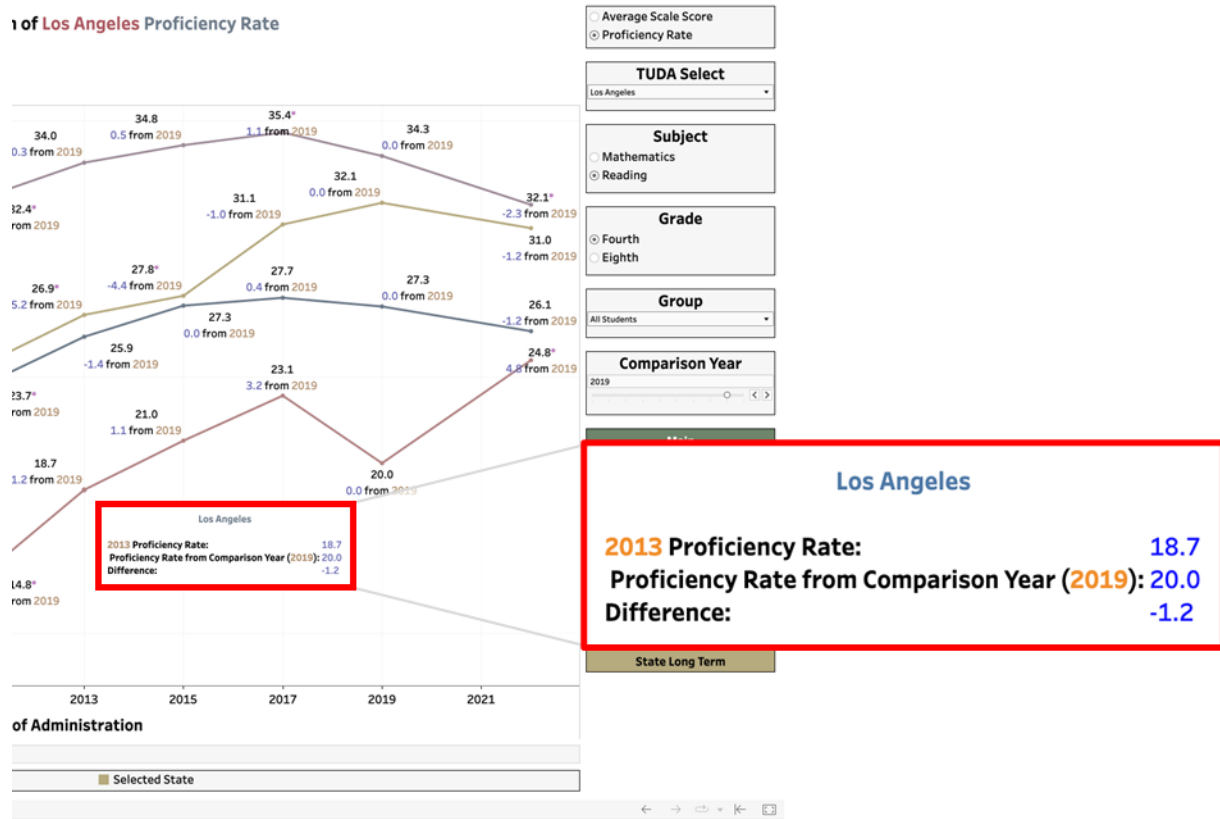 n of Los Angeles Proficiency Rate
34.0
0.3 from 2019
34.8
0.5 from 2019
35.4*
1.1 from 2019
34.3
0.0 from 2019
32.1*
-2.3 from 2019
32.4*
rom 2019
31.1
-1.0 from 2019
32.1
0.0 from 2019
31.0
-1.2 from 2019
26.9*
5.2 from 2019
27.8*
-4.4 from 2019
27.7
0.4 from 2019
27.3
0.0 from 2019
26.1
-1.2 from 2019
25.9
-1.4 from 2019
27.3
0.0 from 2019
24.8*
4.8 from 2019
23.7*
rom 2019
21.0
1.1 from 2019
23.1
3.2 from 2019
18.7
1.2 from 2019
20.0
0.0 from 2019
14.8*
rom 2019
Los Angeles
2013 Proficiency Rate: 18.7
Proficiency Rate from Comparison Year (2019): 20.0
Difference: -1.2
2013 2015 2017 2019 2021
of Administration
Selected State
Average Scale Score
Proficiency Rate
TUDA Select
Los Angeles
Subject
Mathematics
Reading
Grade
Fourth
Eighth
Group
All Students
Comparison Year
2019
Los Angeles
2013 Proficiency Rate: 18.7
Proficiency Rate from Comparison Year (2019): 20.0
Difference: -1.2
State Long Term